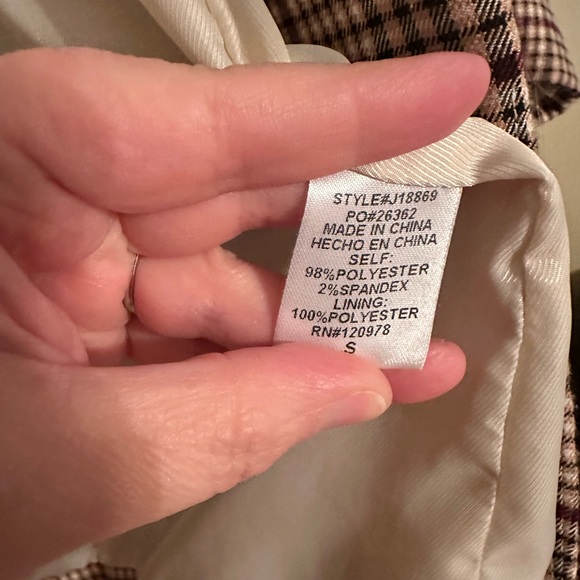 STYLE#J18869
PO#26362
MADE IN CHINA
HECHO EN CHINA
SELF:
98%POLYESTER
2%SPANDEX
LINING:
100%POLYESTER
RN#120978
S